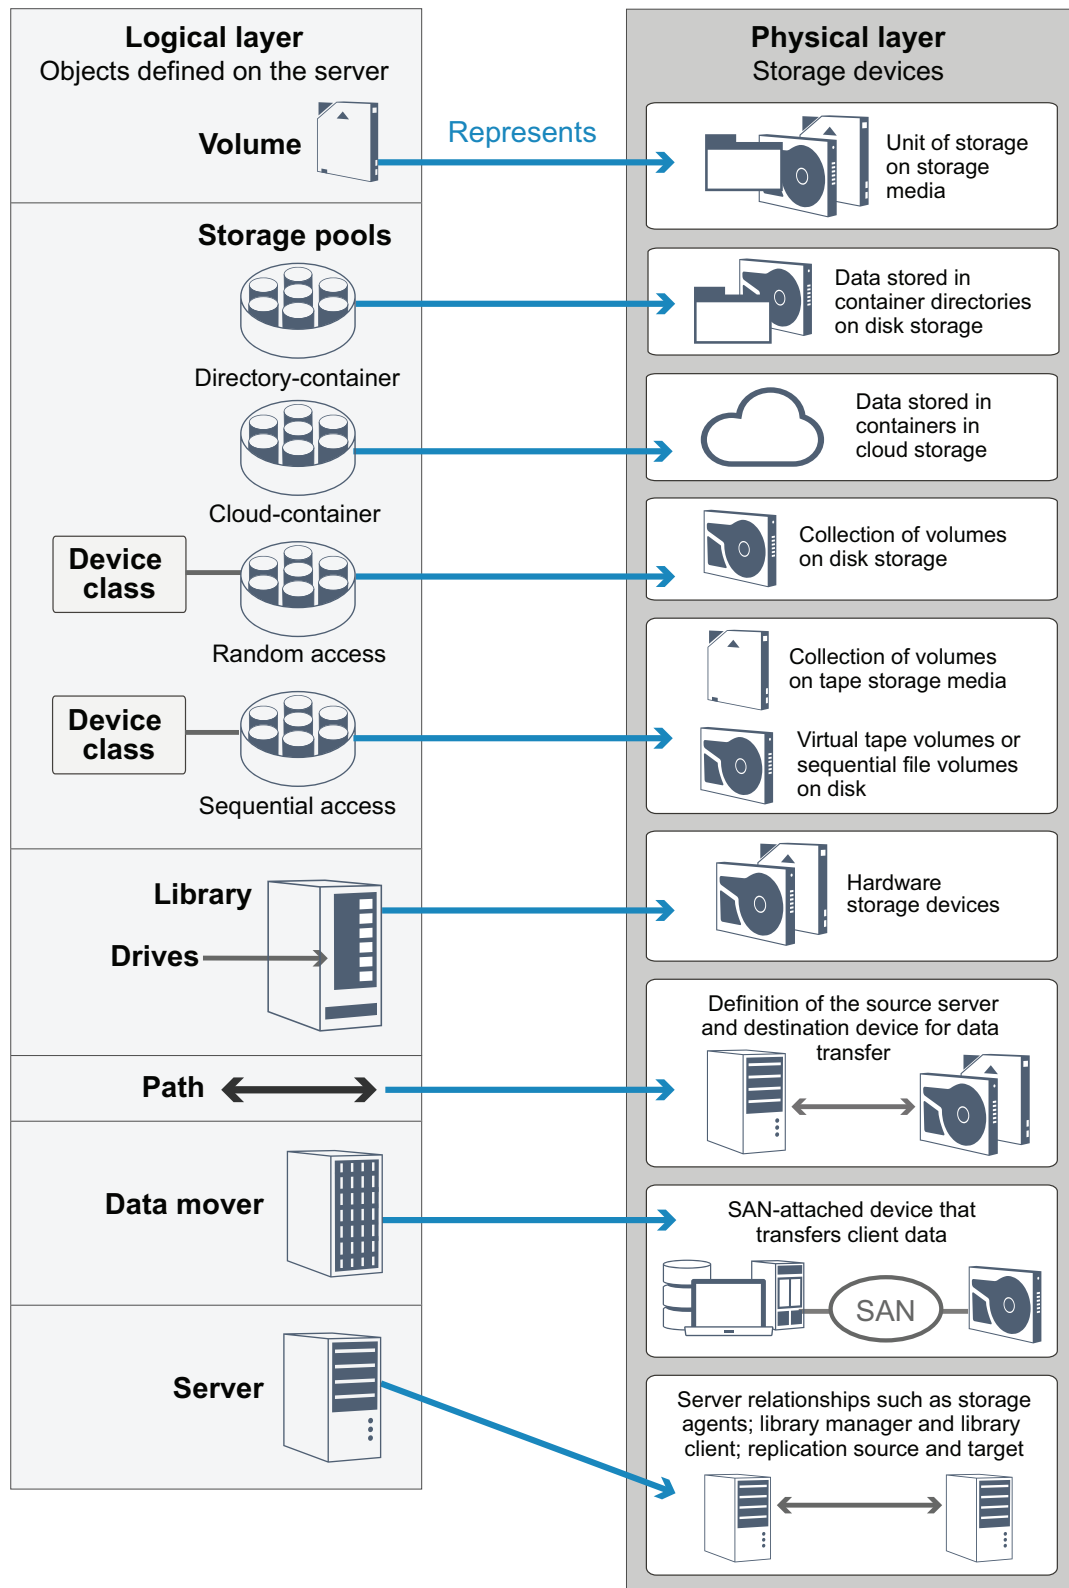 Logical layer
Objects defined on the server
Physical layer
Storage devices
Volume
Represents
Unit of storage
on storage
media
Storage pools
Directory-container
Data stored in
container directories
on disk storage
Cloud-container
Data stored in
containers in
cloud storage
Device
class
Random access
Collection of volumes
on disk storage
Device
class
Sequential access
Collection of volumes
on tape storage media
Virtual tape volumes or
sequential file volumes
on disk
Library
Drives
Hardware
storage devices
Path
Definition of the source server
and destination device for data
transfer
Data mover
SAN-attached device that
transfers client data
SAN
Server
Server relationships such as storage
agents; library manager and library
client; replication source and target